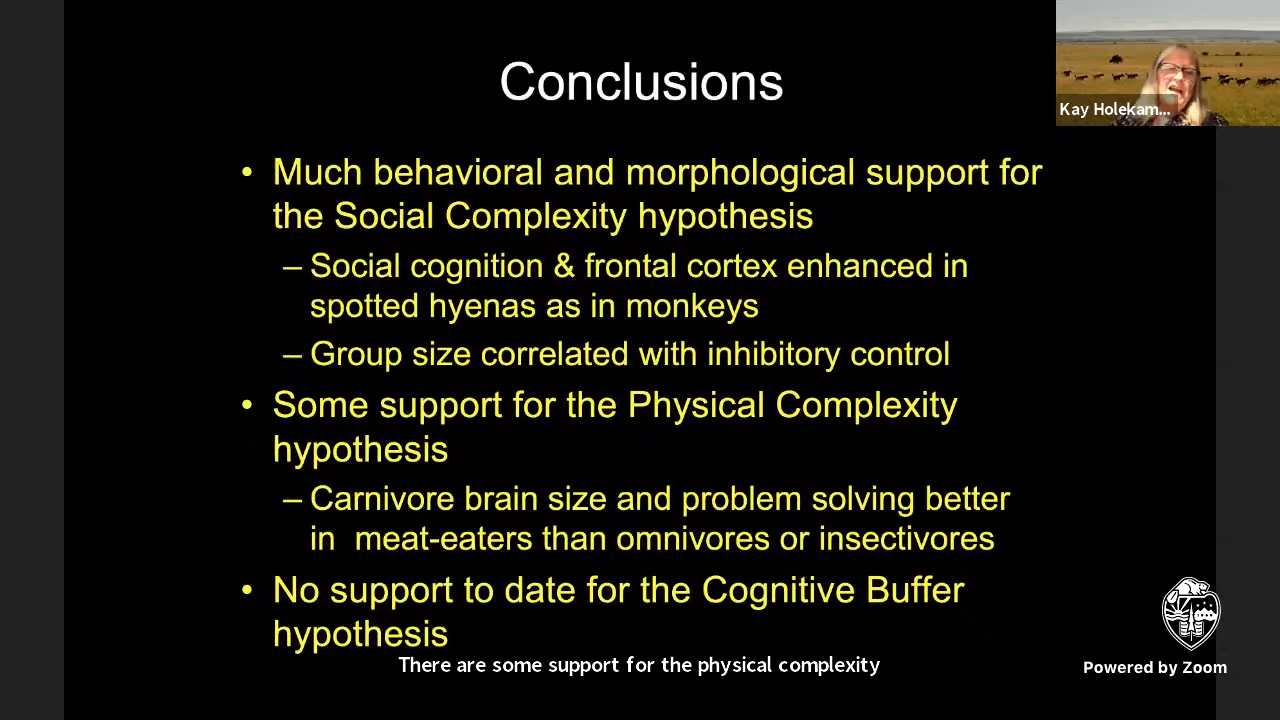 Conclusions
Kay Holekam...
• Much behavioral and morphological support for
the Social Complexity hypothesis
– Social cognition & frontal cortex enhanced in
spotted hyenas as in monkeys
– Group size correlated with inhibitory control
• Some support for the Physical Complexity
hypothesis
– Carnivore brain size and problem solving better
in  meat-eaters than omnivores or insectivores
• No support to date for the Cognitive Buffer
hypothesis
There are some support for the physical complexity
Powered by Zoom